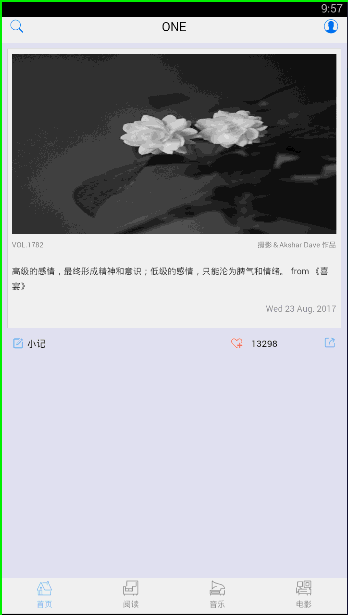 9:57
ONE
VOL.1782
摄影 & Akshar Dave 作品
高级的感情，最终形成精神和意识；低级的感情，只能沦为脾气和情绪。 from 《喜
宴》
Wed 23 Aug. 2017
小记
13298
首页
阅读
音乐
电影